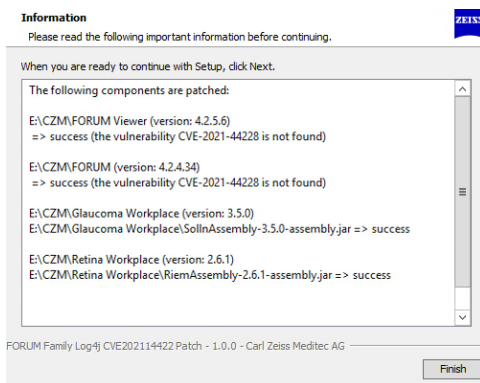 Information
Please read the following important information before continuing.
ZEISS
When you are ready to continue with Setup, click Next.
The following components are patched:
E:\CZM\FORUM Viewer (version: 4.2.5.6)
=> success (the vulnerability CVE-2021-44228 is not found)
E:\CZM\FORUM (version: 4.2.4.34)
=> success (the vulnerability CVE-2021-44228 is not found)
E:\CZM\Glaucoma Workplace (version: 3.5.0)
E:\CZM\Glaucoma Workplace\SollnAssembly-3.5.0-assembly.jar => success
E:\CZM\Retina Workplace (version: 2.6.1)
E:\CZM\Retina Workplace\RiemAssembly-2.6.1-assembly.jar => success
FORUM Family Log4j CVE202114422 Patch - 1.0.0 - Carl Zeiss Meditec AG
Finish